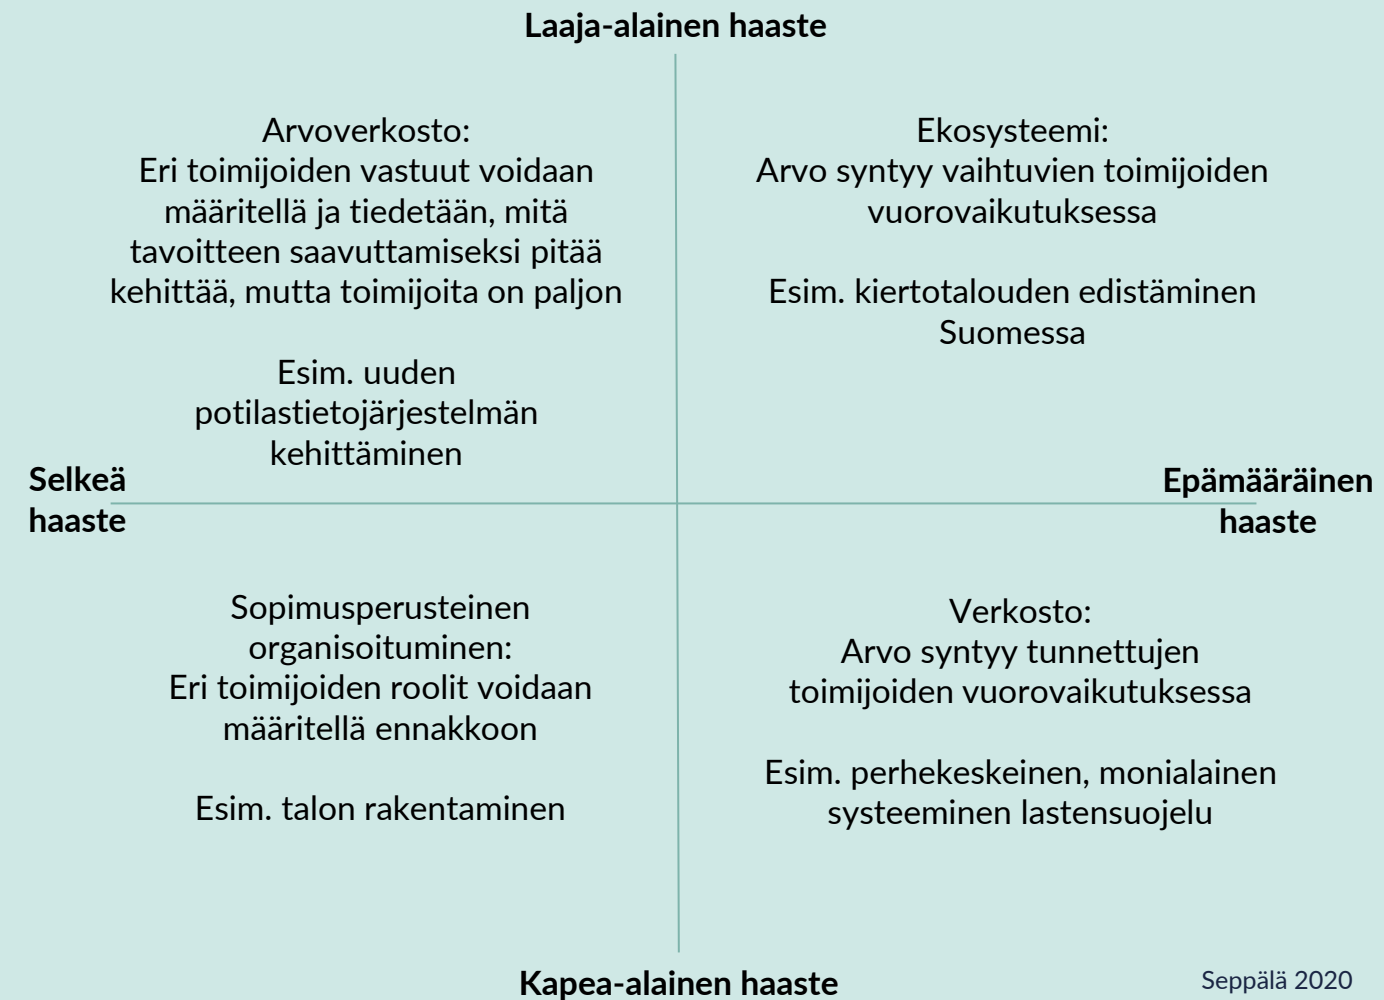 Laaja-alainen haaste
Arvoverkosto:
Eri toimijoiden vastuut voidaan
määritellä ja tiedetään, mitä
tavoitteen saavuttamiseksi pitää
kehittää, mutta toimijoita on paljon
Esim. uuden
potilastietojärjestelmän
kehittäminen
Ekosysteemi:
Arvo syntyy vaihtuvien toimijoiden
vuorovaikutuksessa
Esim. kiertotalouden edistäminen
Suomessa
Selkeä
haaste
Epämääräinen
haaste
Sopimusperusteinen
organisoituminen:
Eri toimijoiden roolit voidaan
määritellä ennakkoon
Esim. talon rakentaminen
Verkosto:
Arvo syntyy tunnettujen
toimijoiden vuorovaikutuksessa
Esim. perhekeskeinen, monialainen
systeeminen lastensuojelu
Kapea-alainen haaste
Seppälä 2020